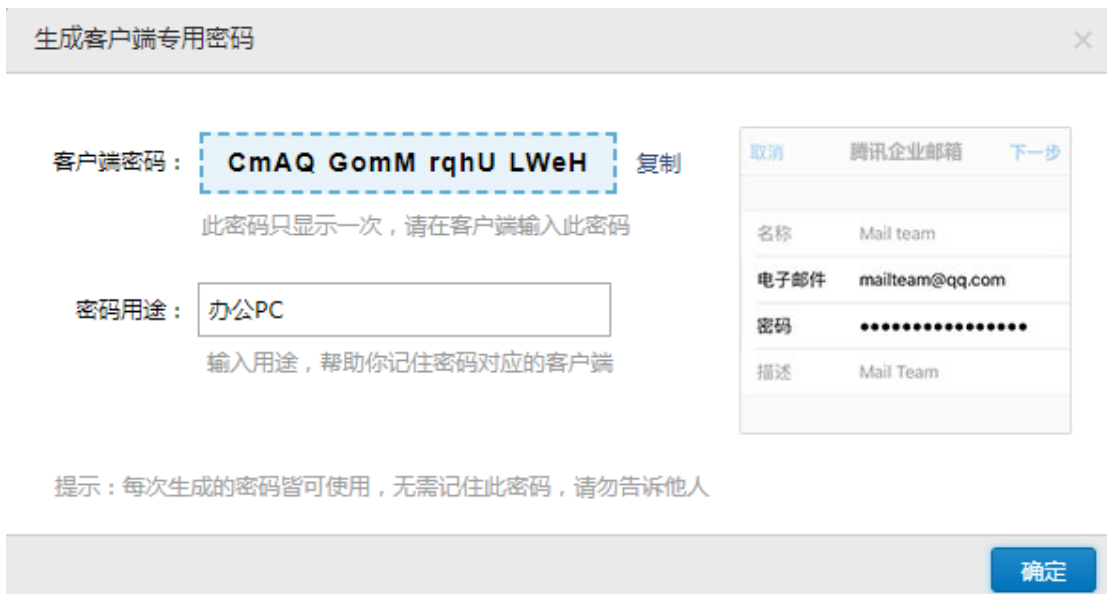 生成客户端专用密码
×
客户端密码：
CmAQ GomM rqhU LWeH
复制
此密码只显示一次，请在客户端输入此密码
密码用途：
办公PC
输入用途，帮助你记住密码对应的客户端
取消 腾讯企业邮箱 下一步
名称 Mail team
电子邮件 mailteam@qq.com
密码 ●●●●●●●●●●●●●●●●
描述 Mail Team
提示：每次生成的密码皆可使用，无需记住此密码，请勿告诉他人
确定